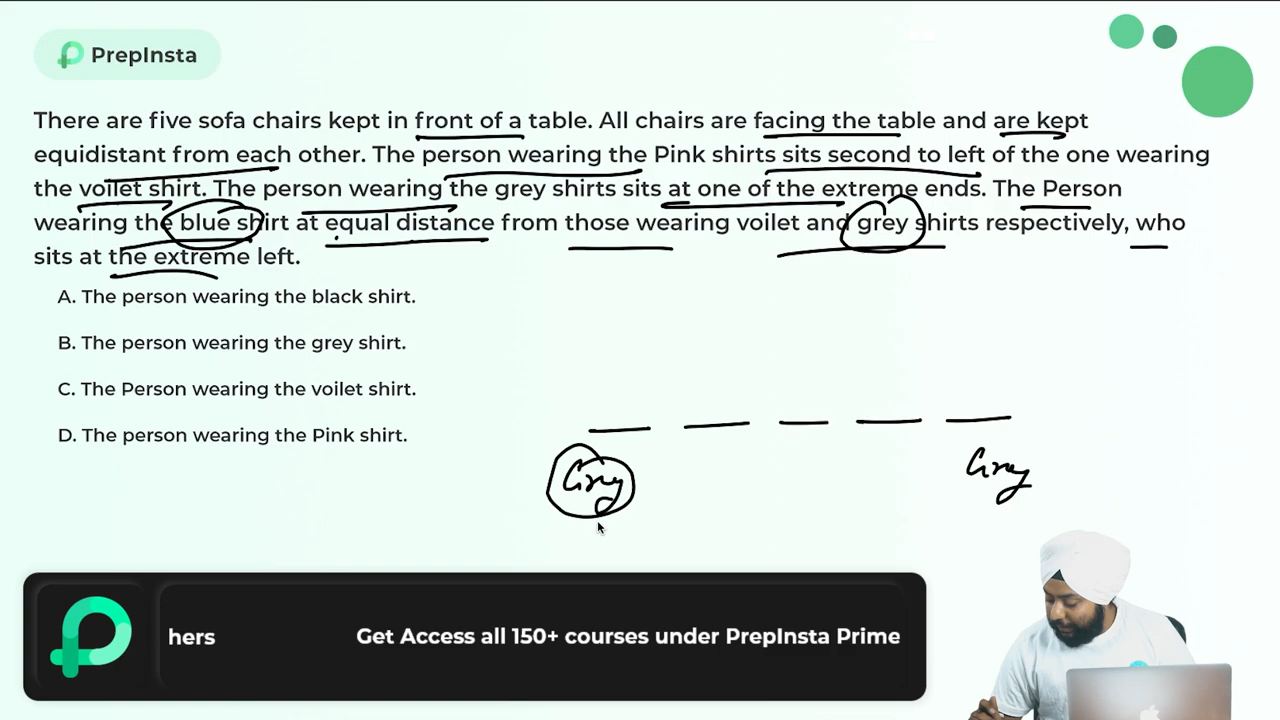 PrepInsta
There are five sofa chairs kept in front of a table. All chairs are facing the table and are kept
equidistant from each other. The person wearing the Pink shirts sits second to left of the one wearing
the voilet shirt. The person wearing the grey shirts sits at one of the extreme ends. The Person
wearing the blue shirt at equal distance from those wearing voilet and grey shirts respectively, who
sits at the extreme left.
A. The person wearing the black shirt.
B. The person wearing the grey shirt.
C. The Person wearing the voilet shirt.
D. The person wearing the Pink shirt.
Grey
Grey
hers
Get Access all 150+ courses under PrepInsta Prime